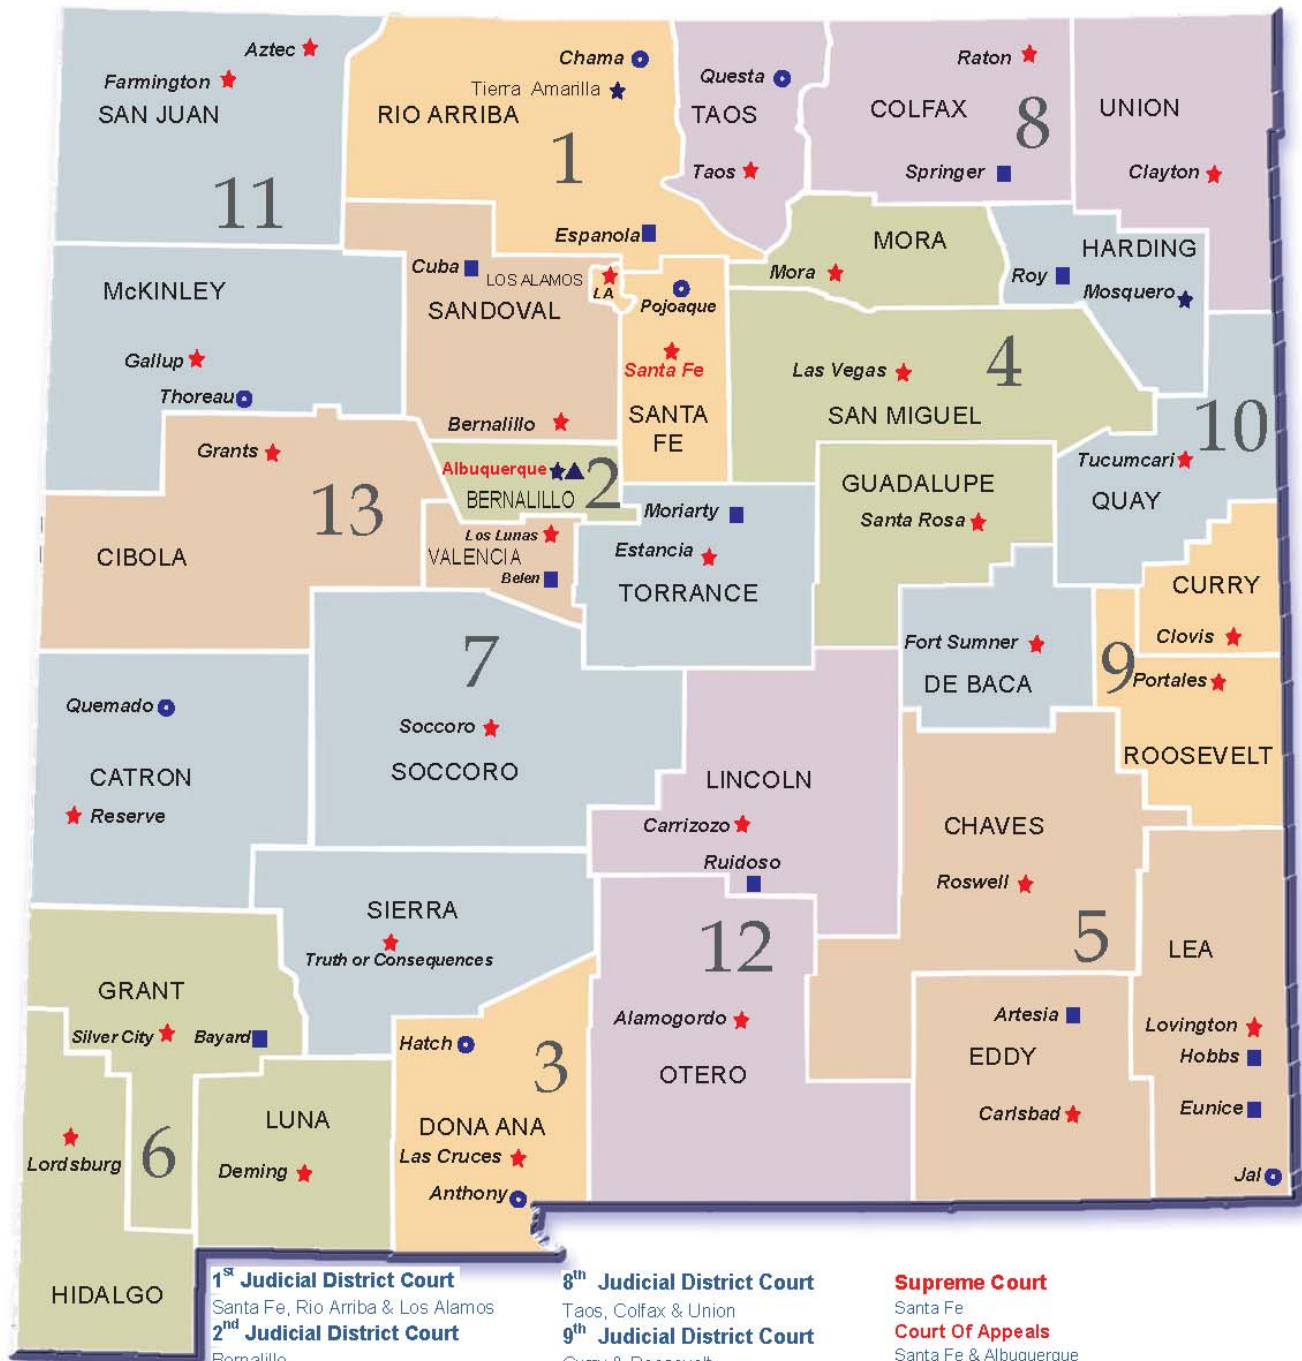 Aztec
Farmington
SAN JUAN
11
Chama
Tierra Amarilla
RIO ARRIBA
1
Espanola
Questa
TAOS
Taos
Raton
COLFAX
8
Springer
UNION
Clayton
McKINLEY
Gallup
Thoreau
Cuba
LOS ALAMOS
LA
SANDOVAL
Bernalillo
Pojoaque
Santa Fe
SANTA
FE
MORA
Mora
HARDING
Roy
Mosquero
Las Vegas
4
SAN MIGUEL
10
Tucumcari
QUAY
Grants
13
CIBOLA
Albuquerque
2
BERNALILLO
Los Lunas
VALENCIA
Belen
Moriarty
Estancia
TORRANCE
GUADALUPE
Santa Rosa
CURRY
Clovis
9
Portales
ROOSEVELT
Fort Sumner
DE BACA
7
Soccoro
SOCCORO
Quemado
CATRON
Reserve
LINCOLN
Carrizozo
Ruidoso
CHAVES
Roswell
5
LEA
SIERRA
Truth or Consequences
12
Alamogordo
OTERO
GRANT
Silver City
Bayard
Hatch
3
DONA ANA
Las Cruces
Anthony
Artesia
EDDY
Carlsbad
Lovington
Hobbs
Eunice
Jal
LUNA
Deming
6
Lordsburg
HIDALGO
1st Judicial District Court
Santa Fe, Rio Arriba & Los Alamos
2nd Judicial District Court
Bernalillo
8th Judicial District Court
Taos, Colfax & Union
9th Judicial District Court
Curry & Roosevelt
Supreme Court
Santa Fe
Court Of Appeals
Santa Fe & Albuquerque